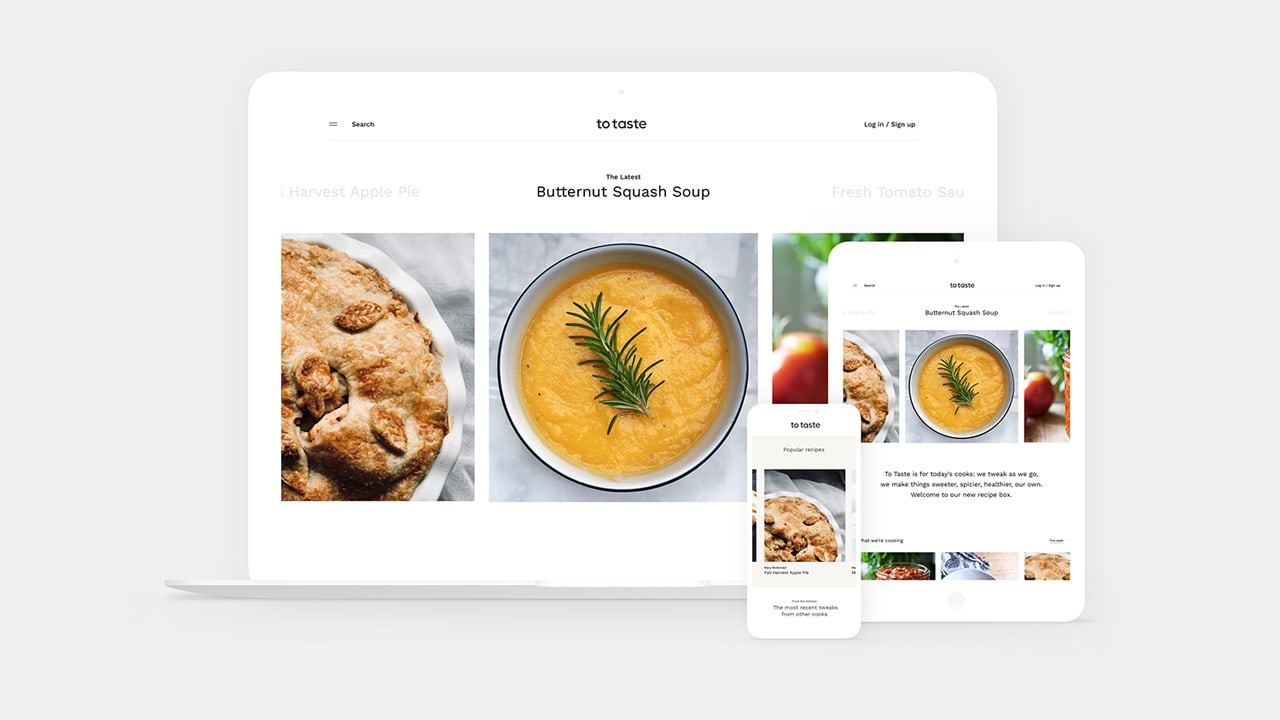 Search
to taste
Log in / Sign up
The Latest
l Harvest Apple Pie
Butternut Squash Soup
Fresh Tomato Sau
Search
to taste
Log in / Sign up
The Latest
Apple Pie
Butternut Squash Soup
Fresh
To Taste is for today's cooks: we tweak as we go,
we make things sweeter, spicier, healthier, our own.
Welcome to our new recipe box.
hat we're cooking
This week
to taste
Popular recipes
Mary McDonald
Fall Harvest Apple Pie
From the Kitchen
The most recent tweaks
from other cooks